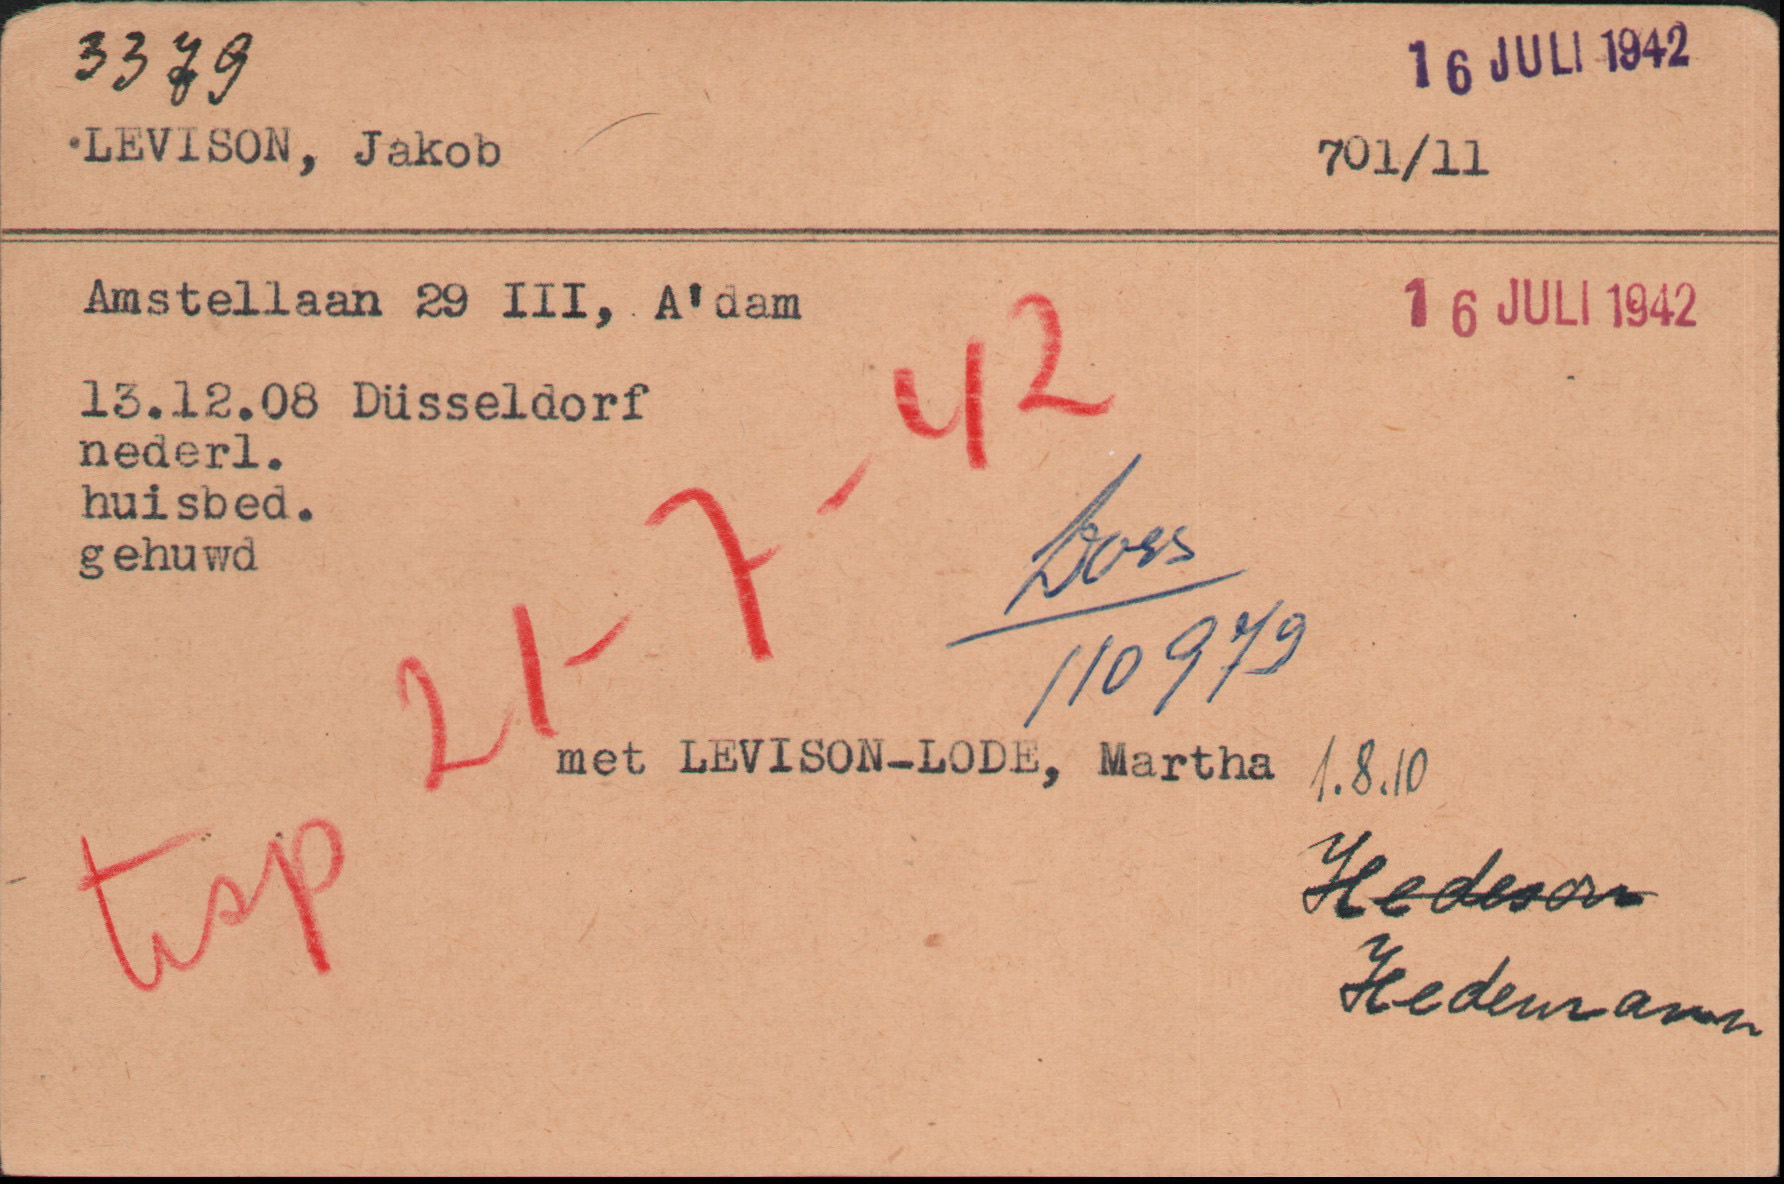 3379
16 JULI 1942
LEVISON, Jakob
701/11
Amstellaan 29 III, A'dam
16 JULI 1942
13.12.08 Düsseldorf
nederl.
huisbed.
gehuwd
21-7-42
Doss
110979
met LEVISON-LODE, Martha 1.8.10
tsp
Hedemann